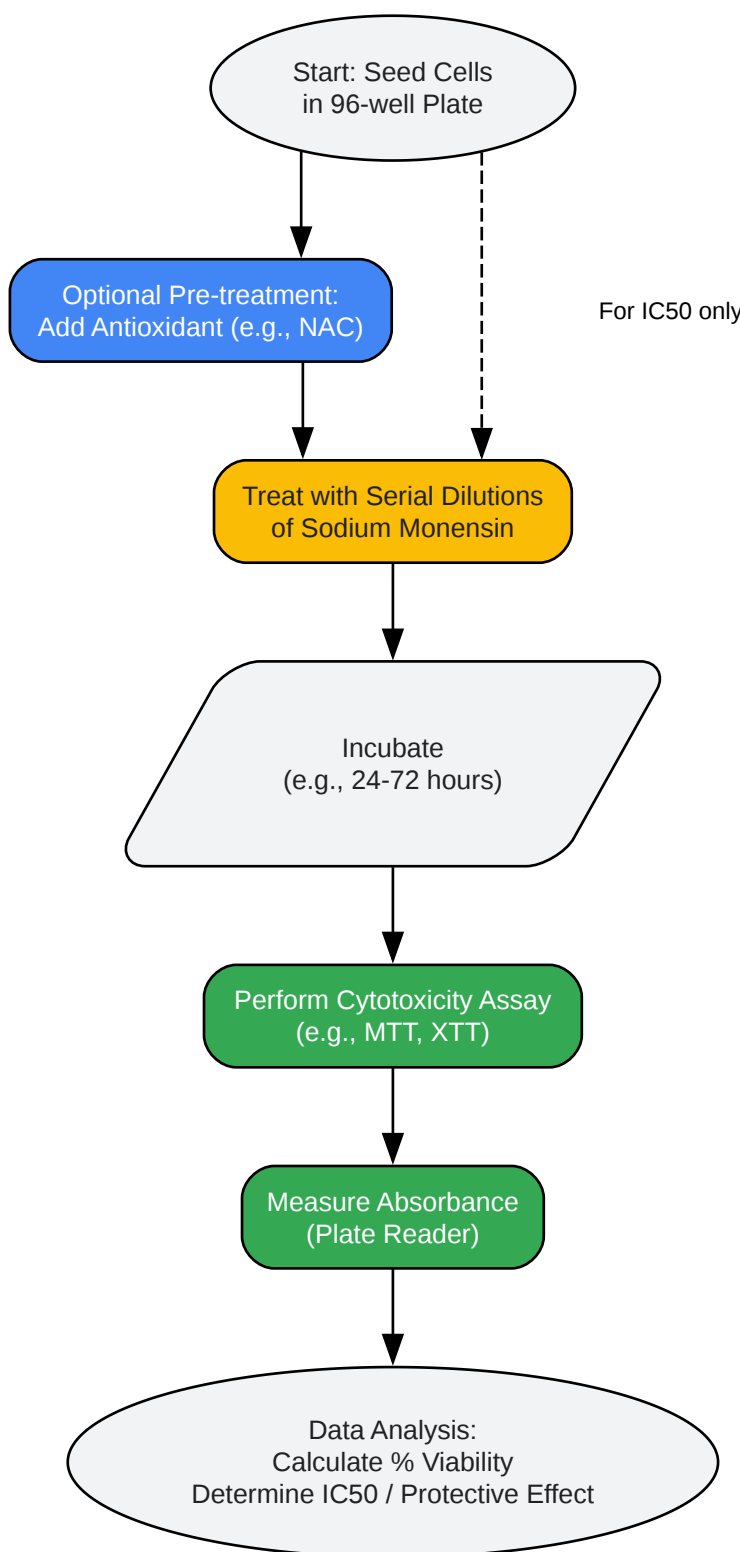 Start: Seed Cells
in 96-well Plate
Optional Pre-treatment:
Add Antioxidant (e.g., NAC)
For IC50 only
Treat with Serial Dilutions
of Sodium Monensin
Incubate
(e.g., 24-72 hours)
Perform Cytotoxicity Assay
(e.g., MTT, XTT)
Measure Absorbance
(Plate Reader)
Data Analysis:
Calculate % Viability
Determine IC50 / Protective Effect